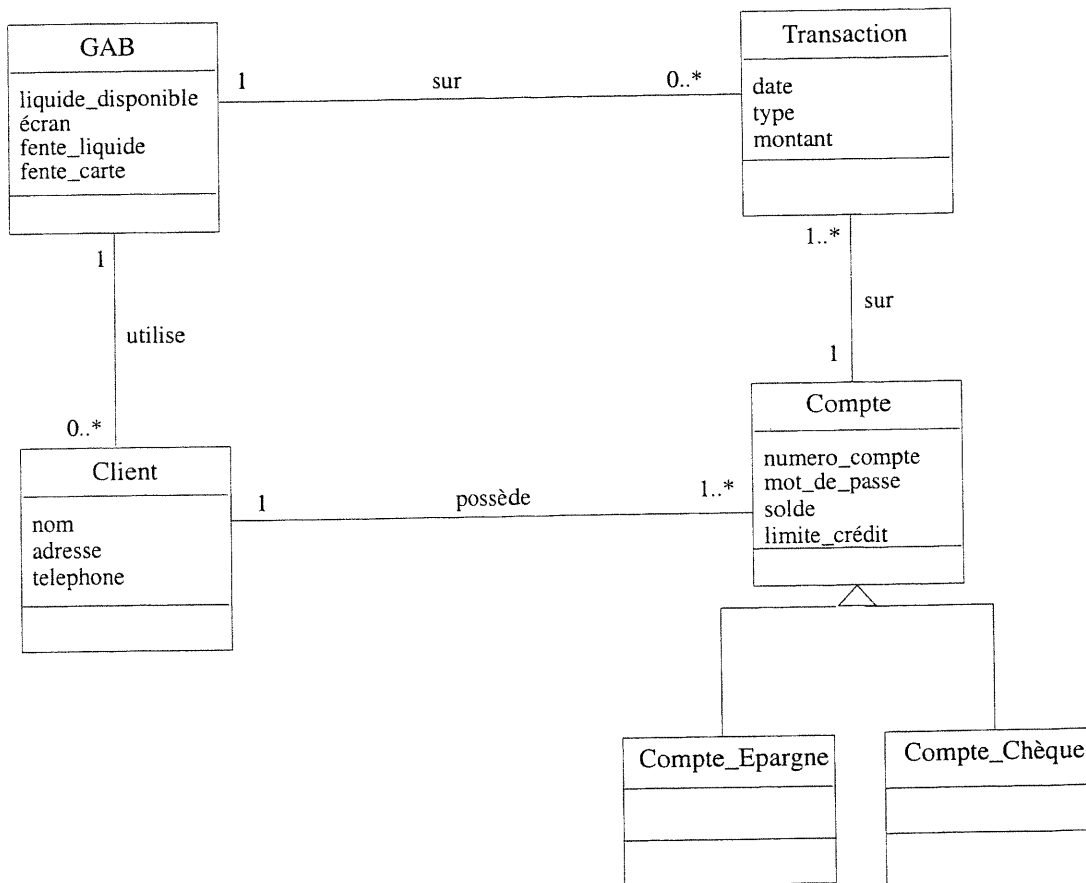 GAB
liquide_disponible
écran
fente_liquide
fente_carte
1
sur
0..*
Transaction
date
type
montant
1
utilise
0..*
1..*
sur
1
Client
nom
adresse
telephone
1
possède
1..*
Compte
numero_compte
mot_de_passe
solde
limite_crédit
Compte_Epargne
Compte_Chèque